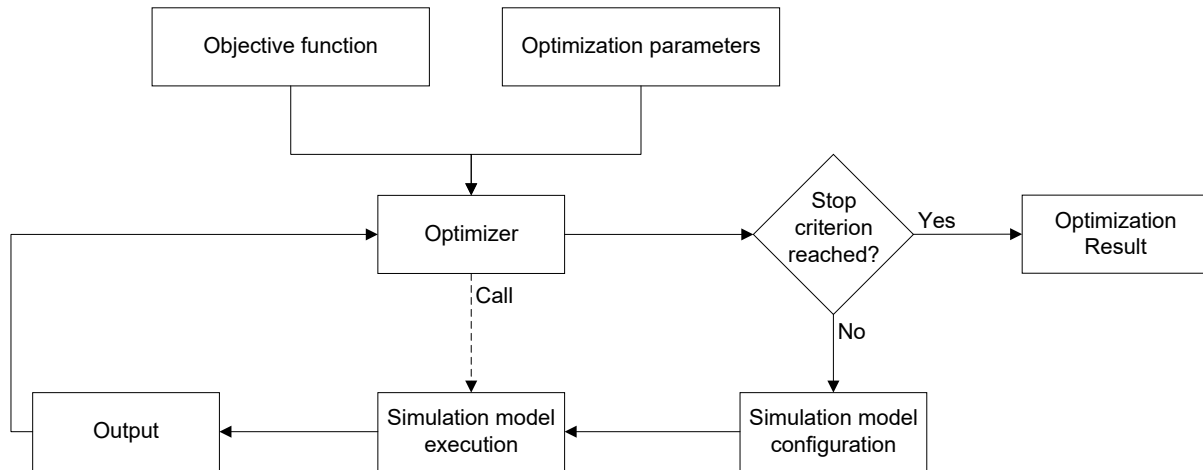 Objective function
Optimization parameters
Optimizer
Stop
criterion
reached?
Yes
Optimization
Result
Call
No
Output
Simulation model
execution
Simulation model
configuration